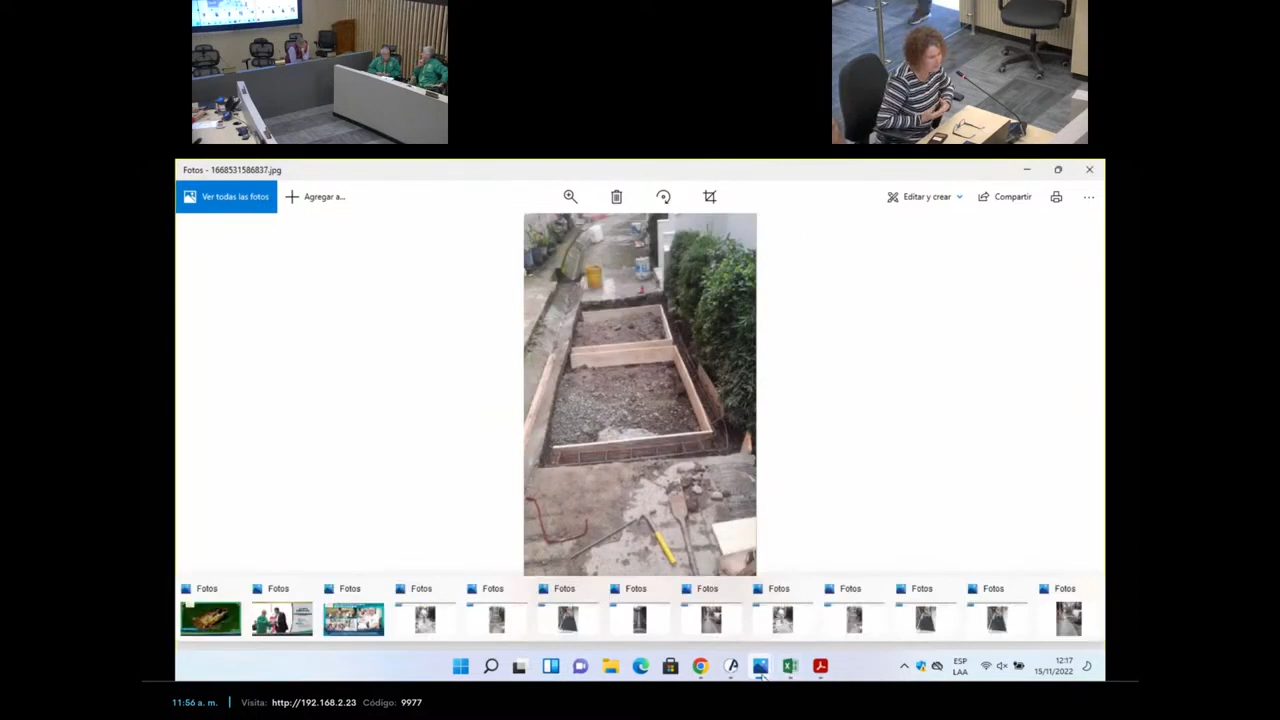 Fotos - 1668531586837.jpg
Ver todas las fotos
Agregar a...
Editar y crear
Compartir
Fotos Fotos Fotos Fotos Fotos Fotos Fotos Fotos Fotos Fotos Fotos Fotos Fotos
ESP
LAA
12:17
15/11/2022
11:56 a. m. | Visita: http://192.168.2.23 Código: 9977